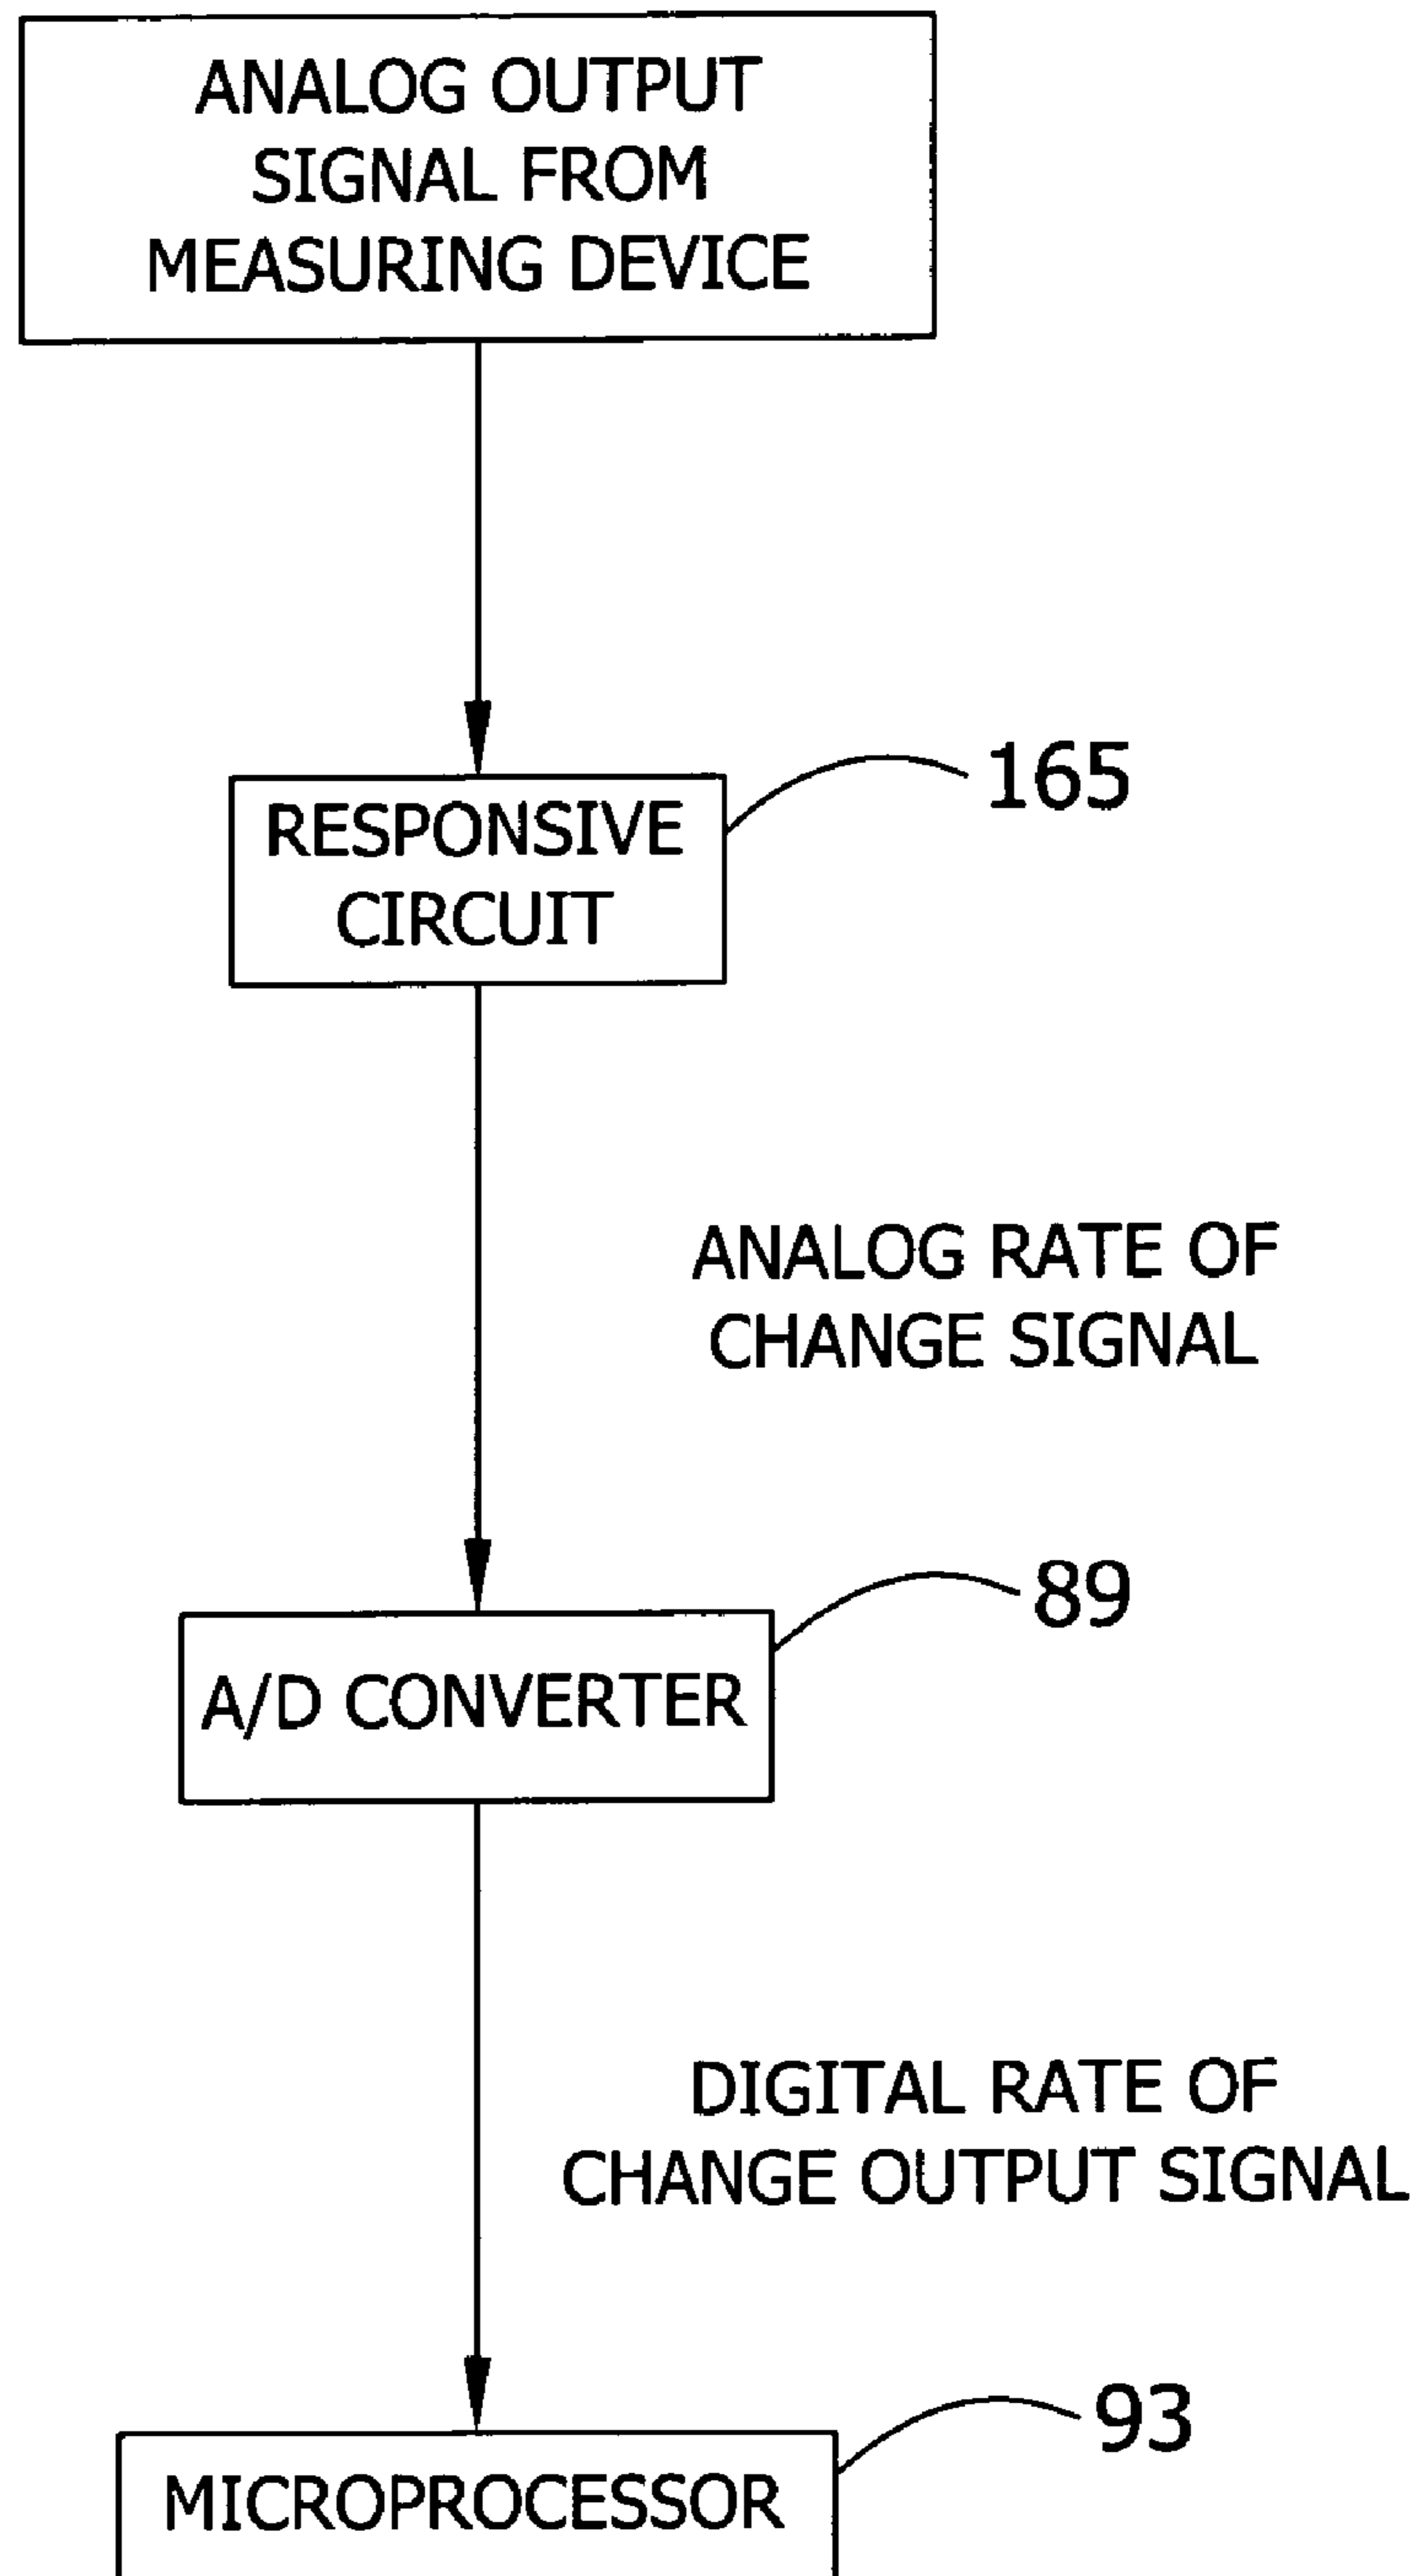 ANALOG OUTPUT
SIGNAL FROM
MEASURING DEVICE
165
RESPONSIVE
CIRCUIT
ANALOG RATE OF
CHANGE SIGNAL
89
A/D CONVERTER
DIGITAL RATE OF
CHANGE OUTPUT SIGNAL
93
MICROPROCESSOR